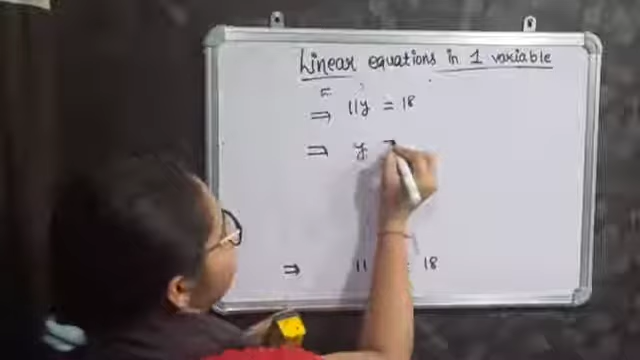 Linear equations in 1 variable
⇒ 11y = 18
⇒ y =
⇒ 11 = 18